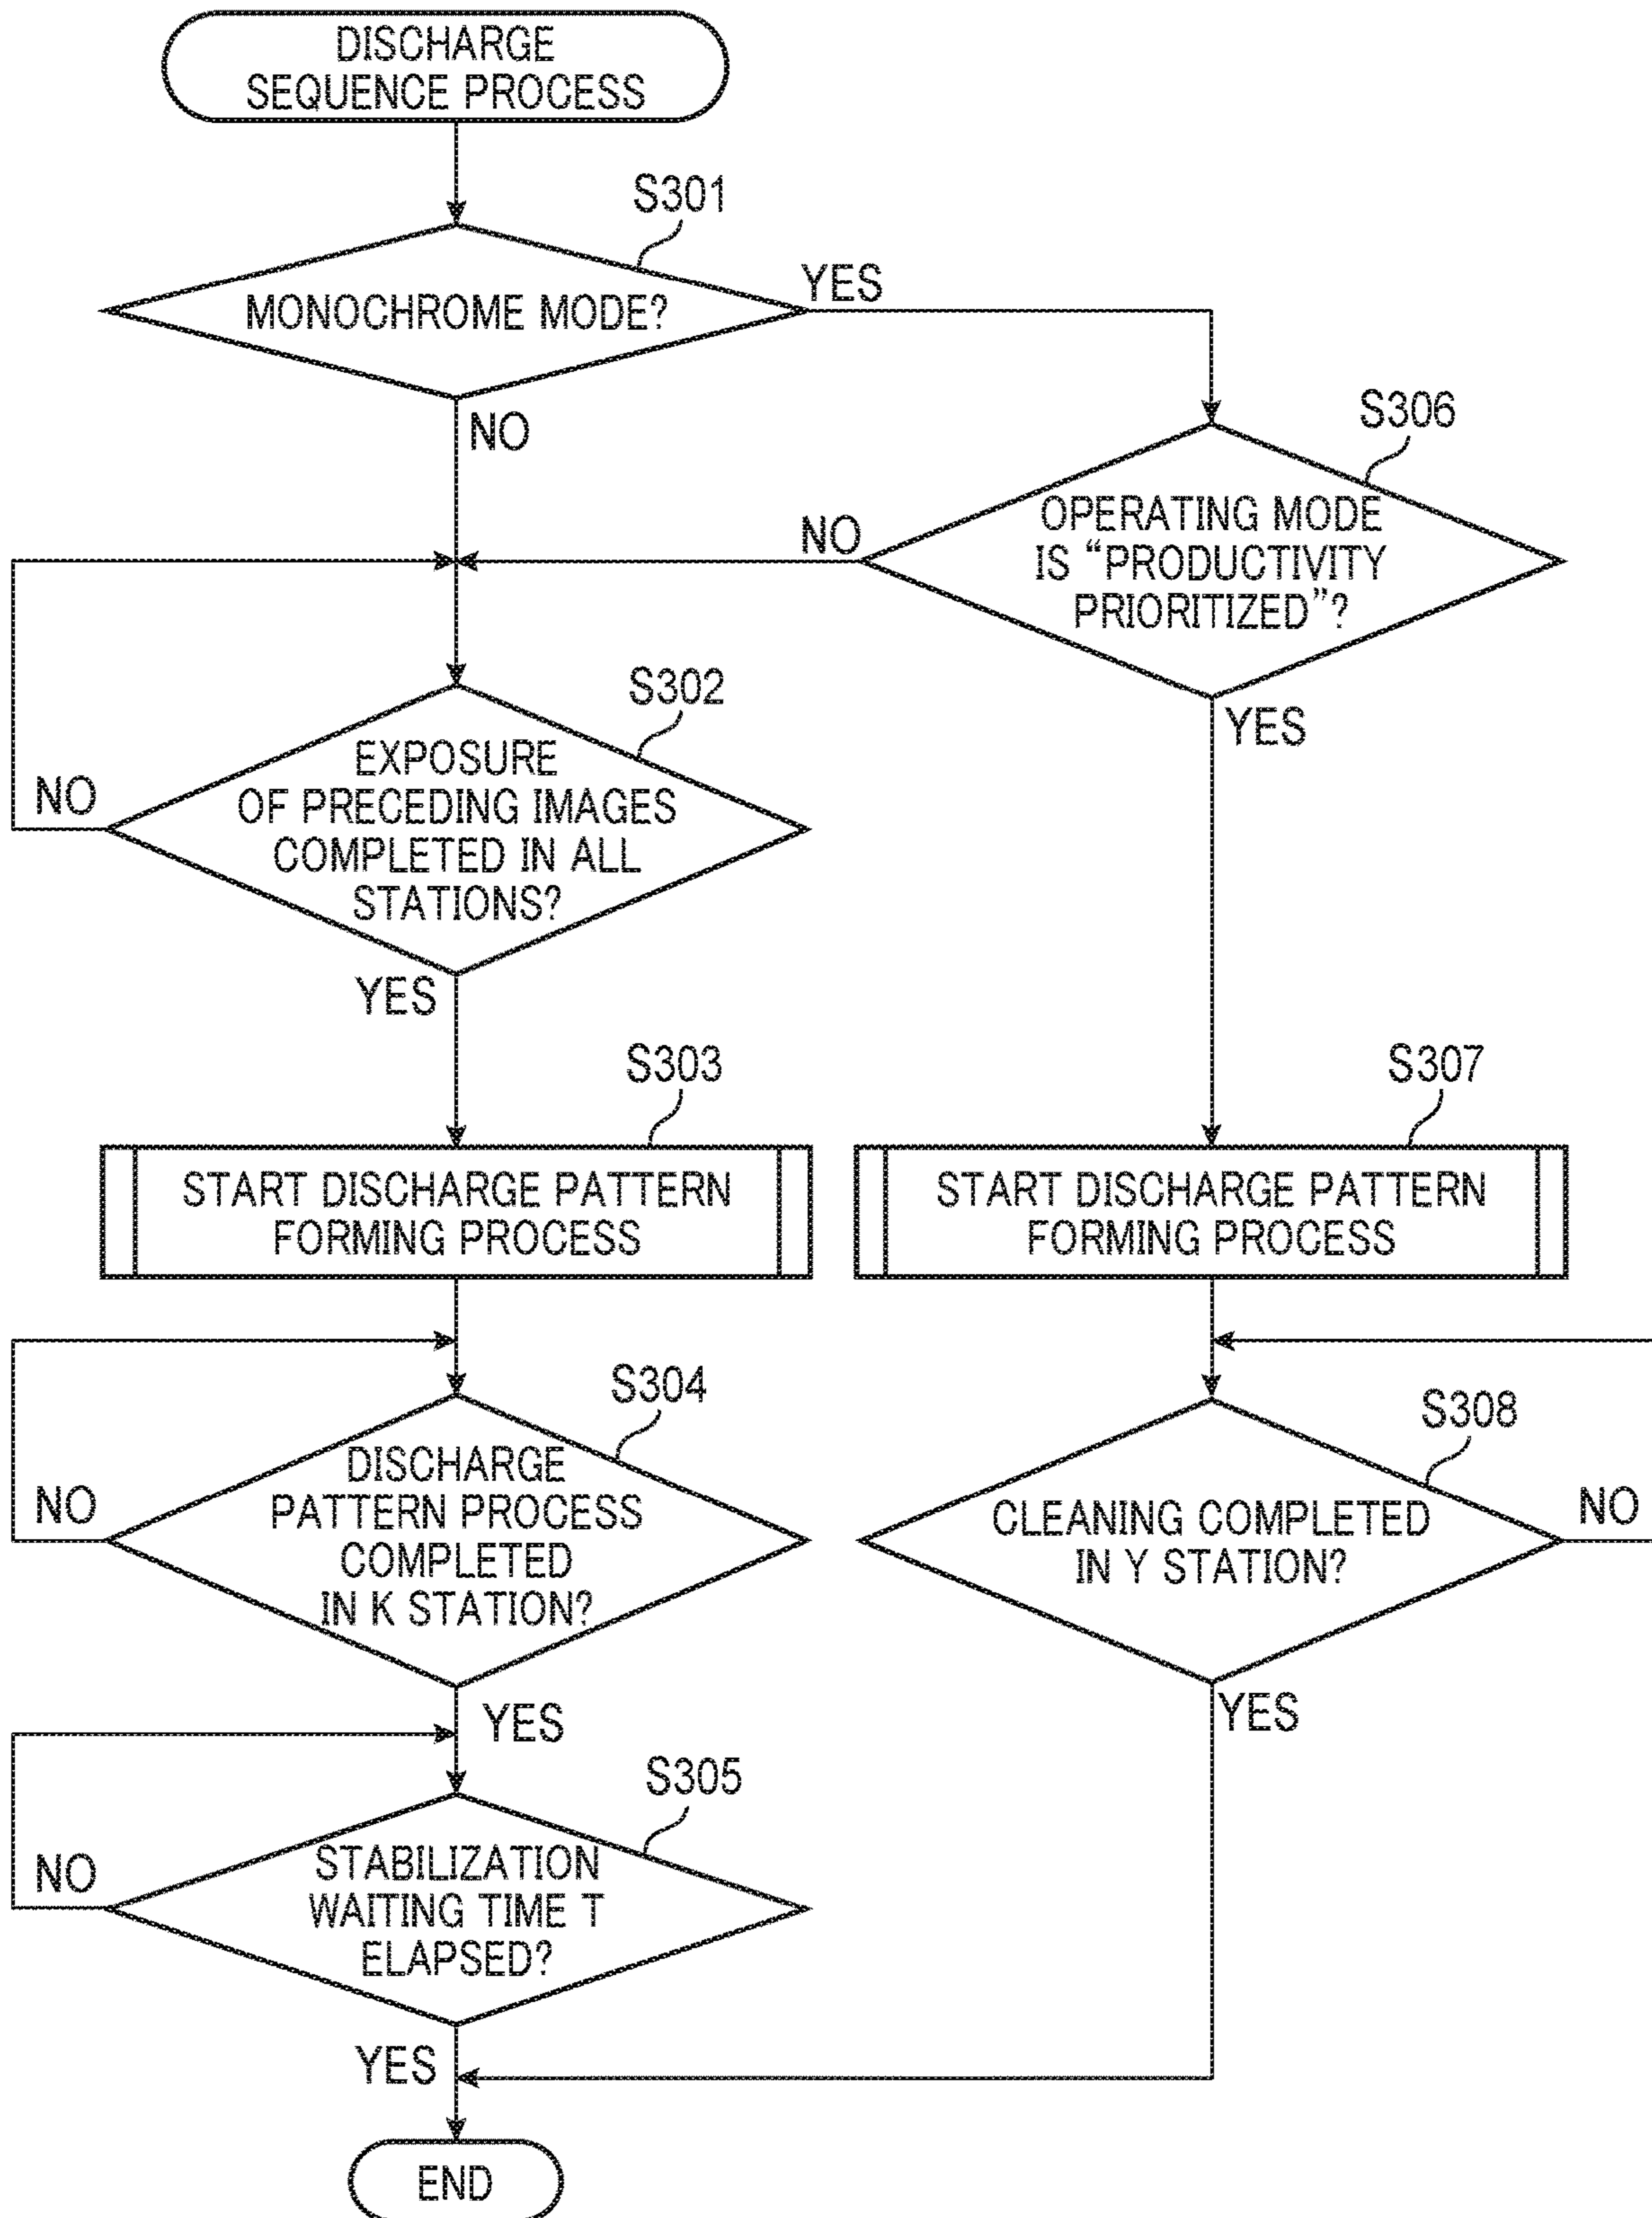 DISCHARGE
SEQUENCE PROCESS
S301
MONOCHROME MODE?
YES
NO
S306
OPERATING MODE
IS “PRODUCTIVITY
PRIORITIZED”?
NO
YES
S302
EXPOSURE
OF PRECEDING IMAGES
COMPLETED IN ALL
STATIONS?
NO
YES
S303
START DISCHARGE PATTERN
FORMING PROCESS
S307
START DISCHARGE PATTERN
FORMING PROCESS
S304
DISCHARGE
PATTERN PROCESS
COMPLETED
IN K STATION?
NO
YES
S308
CLEANING COMPLETED
IN Y STATION?
NO
YES
S305
STABILIZATION
WAITING TIME T
ELAPSED?
NO
YES
END